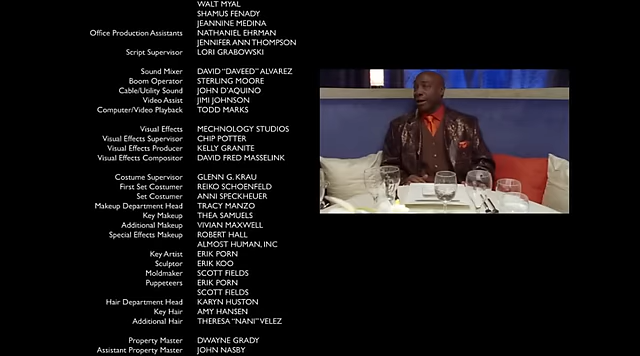 WALT MYAL
SHAMUS FENADY
JEANNINE MEDINA
Office Production Assistants NATHANIEL EHRMAN
JENNIFER ANN THOMPSON
Script Supervisor LORI GRABOWSKI
Sound Mixer DAVID "DAVEED" ALVAREZ
Boom Operator STERLING MOORE
Cable/Utility Sound JOHN D'AQUINO
Video Assist JIMI JOHNSON
Computer/Video Playback TODD MARKS
Visual Effects MECHNOLOGY STUDIOS
Visual Effects Supervisor CHIP POTTER
Visual Effects Producer KELLY GRANITE
Visual Effects Compositor DAVID FRED MASSELINK
Costume Supervisor GLENN G. KRAU
First Set Costumer REIKO SCHOENFELD
Set Costumer ANNI SPECKHEUER
Makeup Department Head TRACY MANZO
Key Makeup THEA SAMUELS
Additional Makeup VIVIAN MAXWELL
Special Effects Makeup ROBERT HALL
ALMOST HUMAN, INC
Key Artist ERIK PORN
Sculptor ERIK KOO
Moldmaker SCOTT FIELDS
Puppeteers ERIK PORN
SCOTT FIELDS
Hair Department Head KARYN HUSTON
Key Hair AMY HANSEN
Additional Hair THERESA "NANI" VELEZ
Property Master DWAYNE GRADY
Assistant Property Master JOHN NASBY